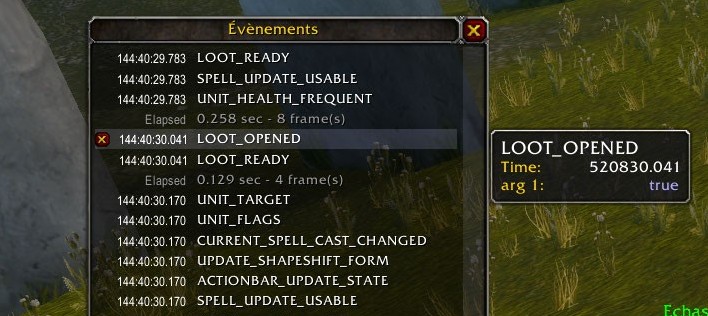 Évènements
144:40:29.783 LOOT_READY
144:40:29.783 SPELL_UPDATE_USABLE
144:40:29.783 UNIT_HEALTH_FREQUENT
Elapsed 0.258 sec - 8 frame(s)
144:40:30.041 LOOT_OPENED
144:40:30.041 LOOT_READY
Elapsed 0.129 sec - 4 frame(s)
144:40:30.170 UNIT_TARGET
144:40:30.170 UNIT_FLAGS
144:40:30.170 CURRENT_SPELL_CAST_CHANGED
144:40:30.170 UPDATE_SHAPESHIFT_FORM
144:40:30.170 ACTIONBAR_UPDATE_STATE
144:40:30.170 SPELL_UPDATE_USABLE
LOOT_OPENED
Time: 520830.041
arg 1: true
Echas